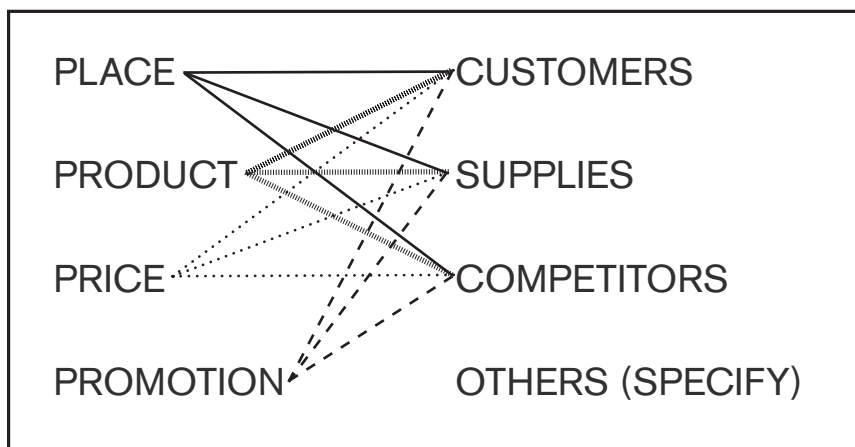 PLACE CUSTOMERS
PRODUCT SUPPLIES
PRICE COMPETITORS
PROMOTION OTHERS (SPECIFY)